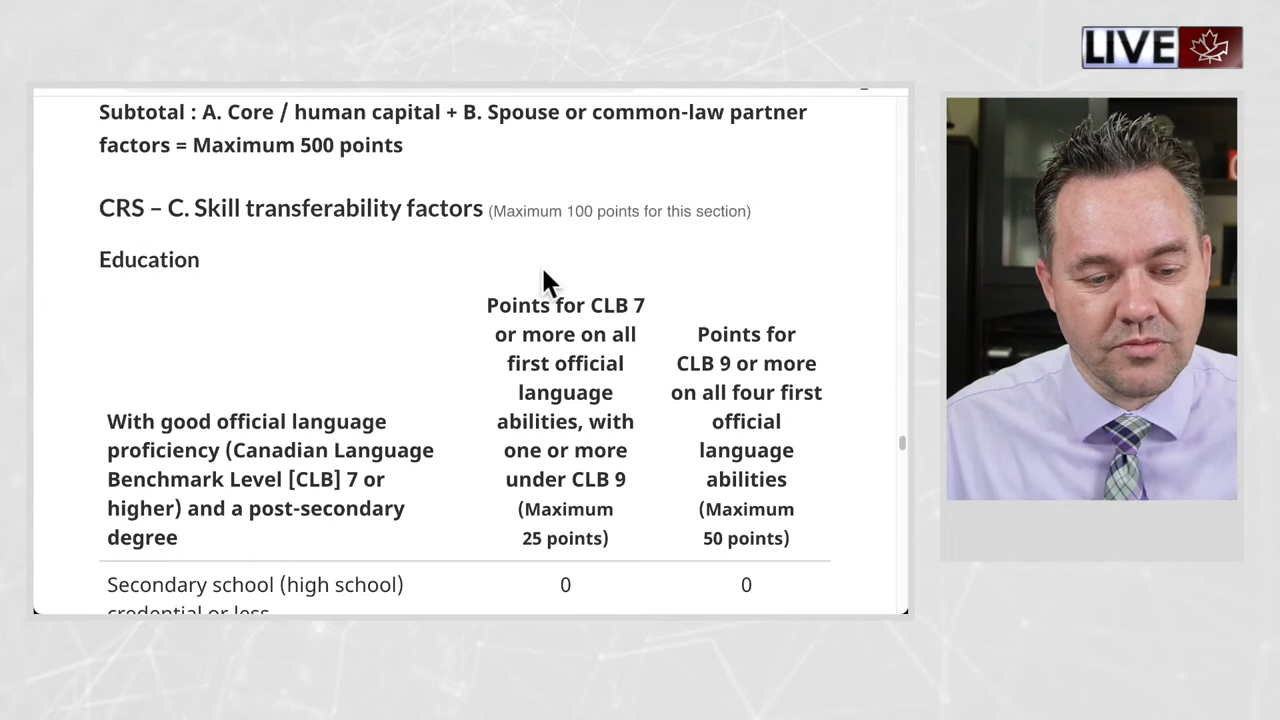 LIVE
Subtotal : A. Core / human capital + B. Spouse or common-law partner
factors = Maximum 500 points
CRS – C. Skill transferability factors (Maximum 100 points for this section)
Education
With good official language
proficiency (Canadian Language
Benchmark Level [CLB] 7 or
higher) and a post-secondary
degree
Points for CLB 7
or more on all
first official
language
abilities, with
one or more
under CLB 9
(Maximum
25 points)
Points for
CLB 9 or more
on all four first
official
language
abilities
(Maximum
50 points)
Secondary school (high school) 0 0
credential or less